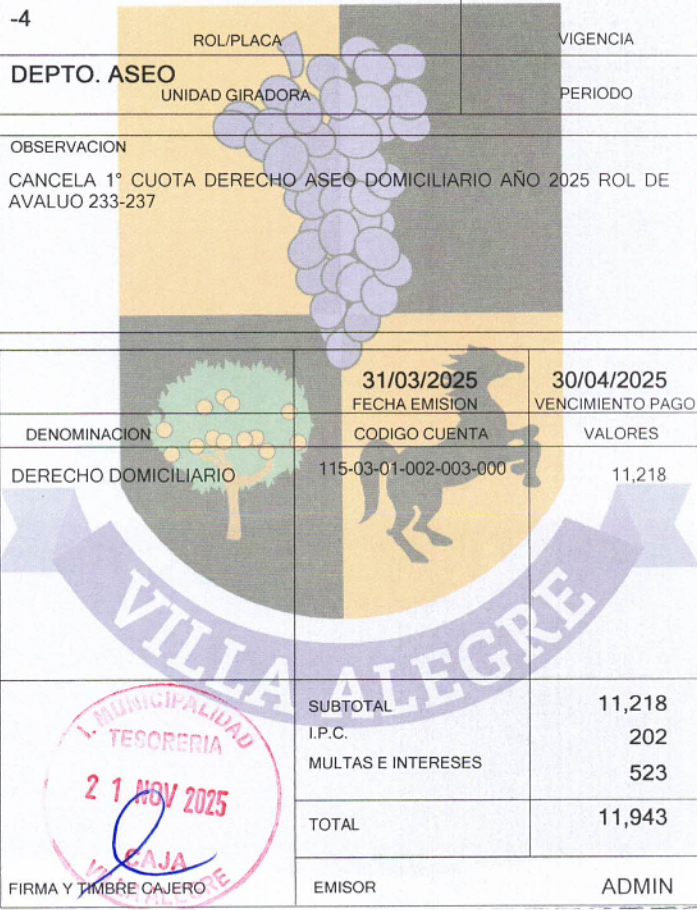 -4
ROL/PLACA VIGENCIA
DEPTO. ASEO
UNIDAD GIRADORA PERIODO
OBSERVACION
CANCELA 1° CUOTA DERECHO ASEO DOMICILIARIO AÑO 2025 ROL DE
AVALUO 233-237
31/03/2025 30/04/2025
FECHA EMISION VENCIMIENTO PAGO
DENOMINACION CODIGO CUENTA VALORES
DERECHO DOMICILIARIO 115-03-01-002-003-000 11,218
VILLA ALEGRE
SUBTOTAL 11,218
I.P.C. 202
MULTAS E INTERESES 523
TOTAL 11,943
I. MUNICIPALIDAD
TESORERIA
21 NOV 2025
CAJA
VILLA ALEGRE
FIRMA Y TIMBRE CAJERO EMISOR ADMIN